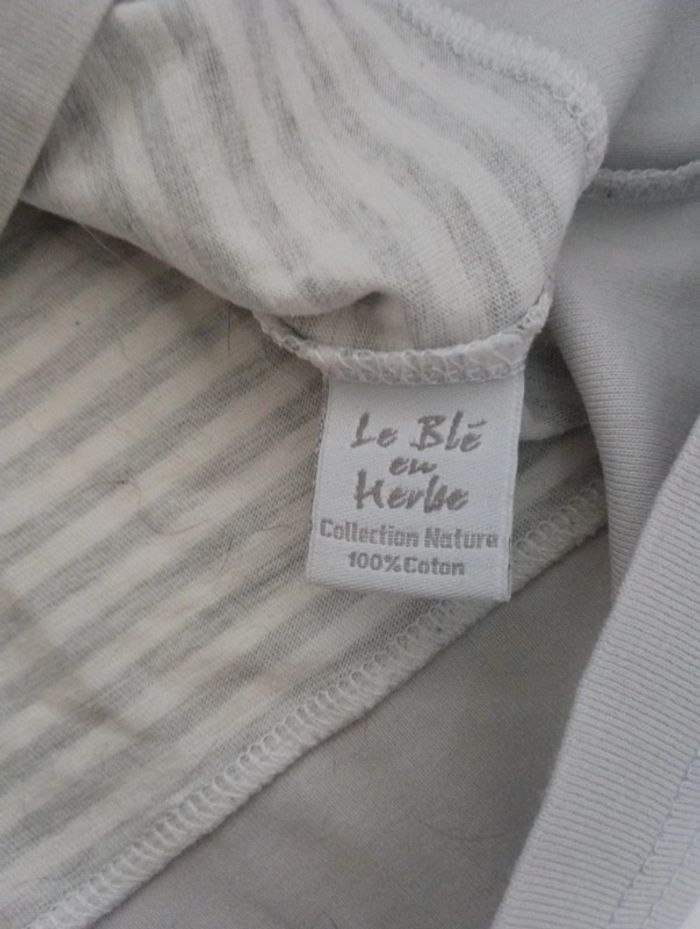 Le Blé
en
Herbe
Collection Nature
100%Coton